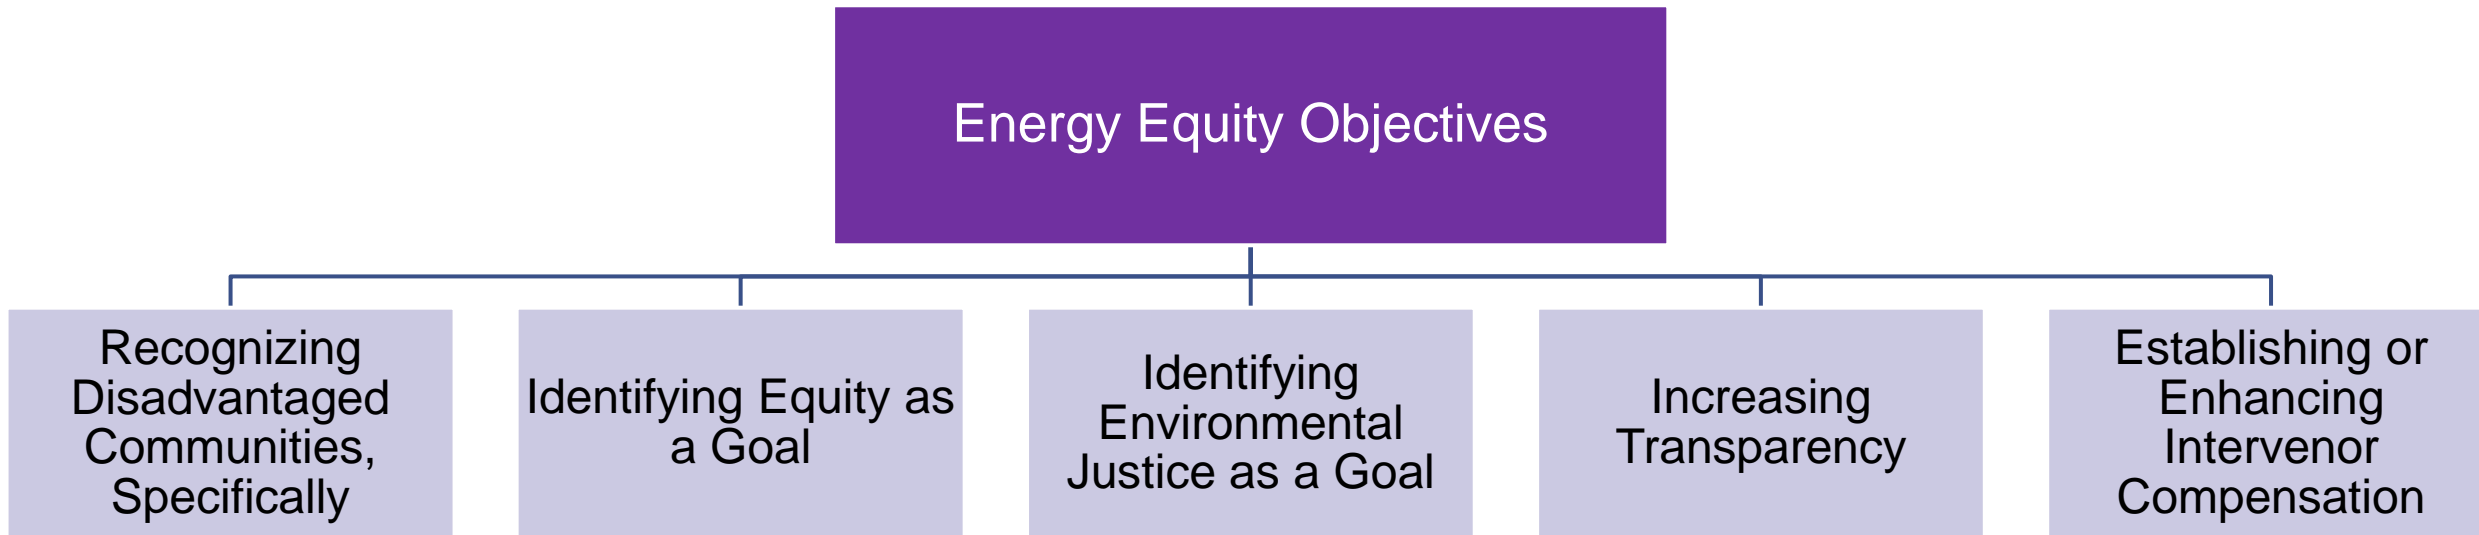 Energy Equity Objectives
Recognizing
Disadvantaged
Communities,
Specifically
Identifying Equity as
a Goal
Identifying
Environmental
Justice as a Goal
Increasing
Transparency
Establishing or
Enhancing
Intervenor
Compensation